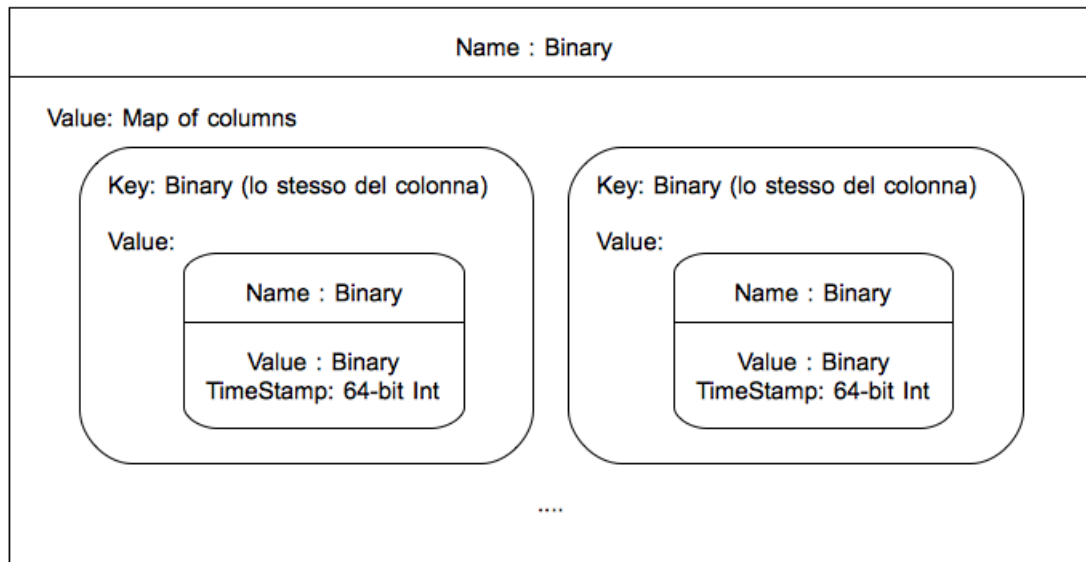 Name : Binary
Value: Map of columns
Key: Binary (lo stesso del colonna)
Value:
Name : Binary
Value : Binary
TimeStamp: 64-bit Int
Key: Binary (lo stesso del colonna)
Value:
Name : Binary
Value : Binary
TimeStamp: 64-bit Int
....